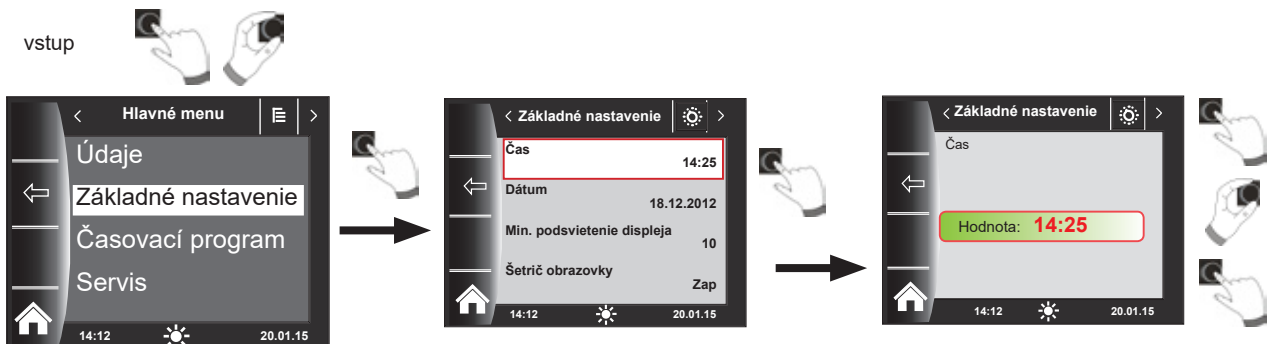 vstup
Hlavné menu
Údaje
Základné nastavenie
Časovací program
Servis
14:12
20.01.15
Základné nastavenie
Čas
14:25
Dátum
18.12.2012
Min. podsvietenie displeja
10
Šetrič obrazovky
Zap
14:12
20.01.15
Základné nastavenie
Čas
Hodnota: 14:25
14:12
20.01.15